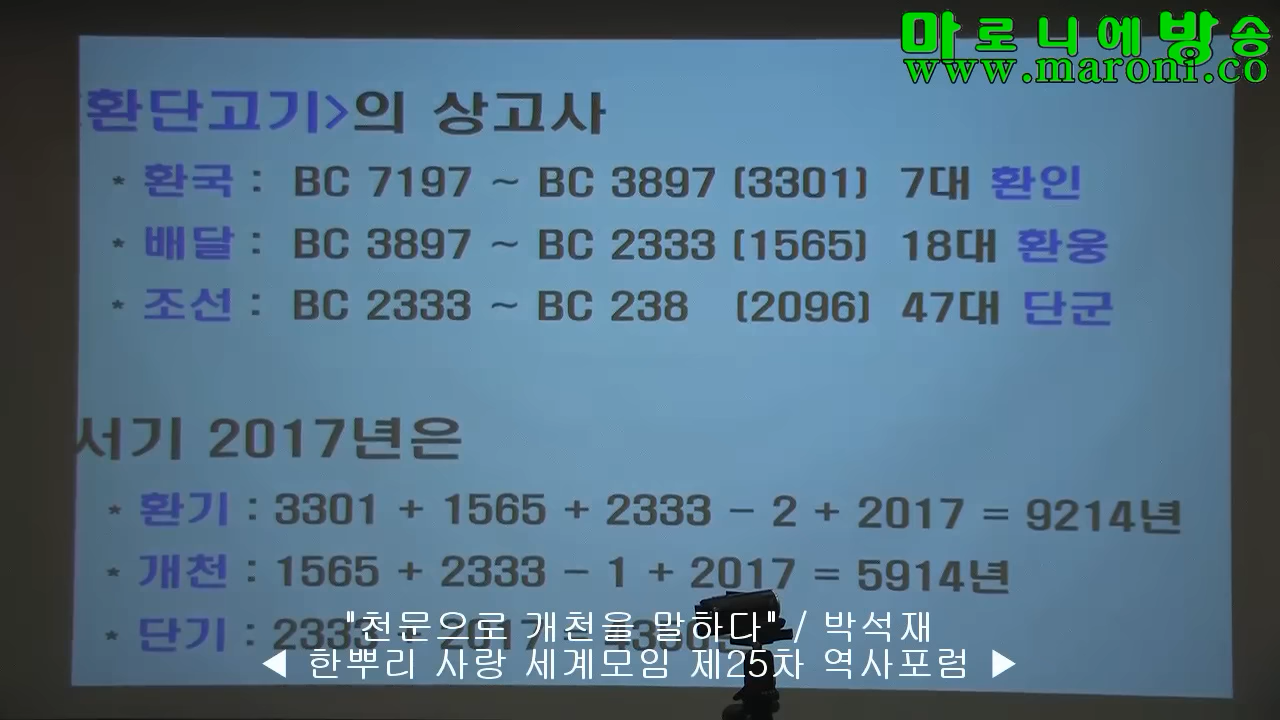 마로니에방송
www.maroni.co
환단고기>의 상고사
* 환국 : BC 7197 ~ BC 3897 (3301) 7대 환인
* 배달 : BC 3897 ~ BC 2333 (1565) 18대 환웅
* 조선 : BC 2333 ~ BC 238 (2096) 47대 단군
서기 2017년은
* 환기 : 3301 + 1565 + 2333 - 2 + 2017 = 9214년
* 개천 : 1565 + 2333 - 1 + 2017 = 5914년
* 단기 : 2333 + 2017 =
"천문으로 개천을 말하다" / 박석재
◀ 한뿌리 사랑 세계모임 제25차 역사포럼 ▶